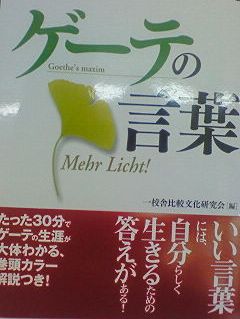 ゲーテの
Goethe's maxim
言葉
Mehr Licht!
一校舎比較文化研究会[編]
いい言葉
には、
自分らしく
生きるための
答えがある!
たった30分で
ゲーテの生涯が
大体わかる、
巻頭カラー
解説つき!